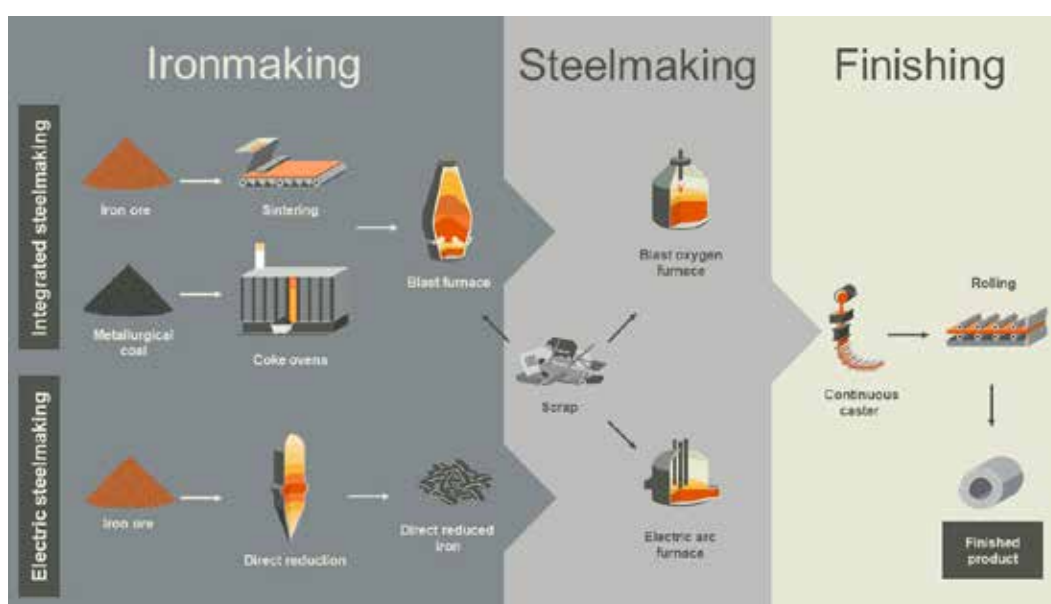 Ironmaking
Steelmaking
Finishing
Integrated steelmaking
Iron ore
Sintering
Metallurgical
coal
Coke ovens
Blast furnace
Blast oxygen
furnace
Scrap
Continuous
caster
Rolling
Electric steelmaking
Iron ore
Direct reduction
Direct reduced
iron
Electric arc
furnace
Finished
product